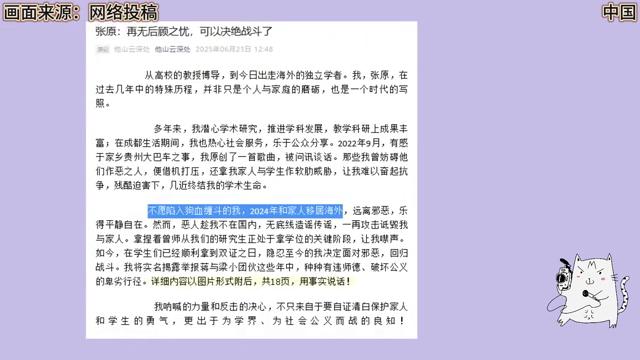 画面来源：网络投稿
中国
张原：再无后顾之忧，可以决绝战斗了
原创 他山云深处 他山云深处 2025年06月21日 12:48
从高校的教授博导，到今日出走海外的独立学者。我，张原，在
过去几年中的特殊历程，并非只是个人与家庭的磨砺，也是一个时代的写
照。
多年来，我潜心学术研究，推进学科发展，教学科研上成果丰
富；在成都生活期间，我也热心社会服务，乐于公众分享。2022年9月，有感
于家乡贵州大巴车之事，我原创了一首歌曲，被问讯谈话。那些我曾妨碍他
们作恶之人，便借机打压，还拿我家人与学生作软肋威胁，让我难以奋起抗
争，残酷迫害下，几近终结我的学术生命。
不愿陷入狗血缠斗的我，2024年和家人移居海外，远离邪恶，乐
得平静自在。然而，恶人趁我不在国内，无底线造谣传谣，一再攻击诋毁我
与家人。拿捏着曾师从我们的研究生正处于拿学位的关键阶段，让我噤声。
如今，在学生们已经顺利拿到双证之日，隐忍至今的我决定面对邪恶，回归
战斗。我将实名揭露举报蒋与梁小团伙这些年中，种种有违师德、破坏公义
的卑劣行径。详细内容以图片形式附后，共18页，用事实说话！
我呐喊的力量和反击的决心，不只来自于要自证清白保护家人
和学生的勇气，更出于为学界、为社会公义而战的良知！